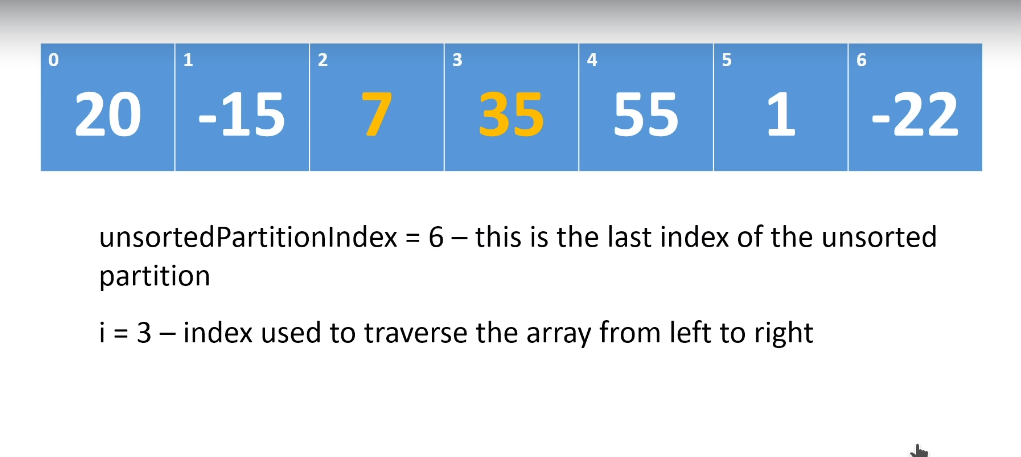 0 1 2 3 4 5 6
20 -15 7 35 55 1 -22
unsortedPartitionIndex = 6 – this is the last index of the unsorted
partition
i = 3 – index used to traverse the array from left to right